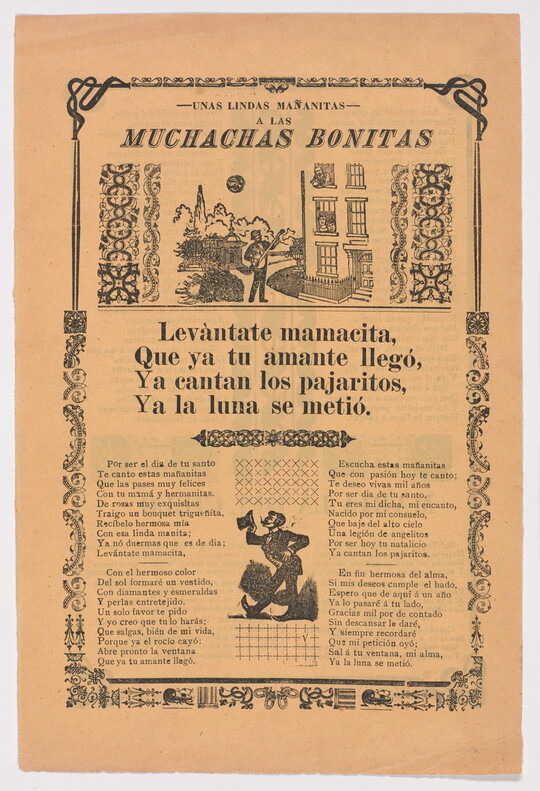 —UNAS LINDAS MAÑANITAS—
A LAS
MUCHACHAS BONITAS
Levàntate mamacita,
Que ya tu amante llegó,
Ya cantan los pajaritos,
Ya la luna se metió.
Por ser el dia de tu santo
Te canto estas mañanitas
Que las pases muy felices
Con tu mamá y hermanitas.
De rosas muy exquisitas
Traigo un bouquet trigueñita,
Recíbelo hermosa mía
Con esa linda manita;
Ya nó duermas que es de dia;
Levántate mamacita,
Con el hermoso color
Del sol formaré un vestido,
Con diamantes y esmeraldas
Y perlas entretejido.
Un solo favor te pido
Y yo creo que tu lo harás;
Que salgas, bién de mi vida,
Porque ya el rocío cayó:
Abre pronto la ventana
Que ya tu amante llegó.
Escucha estas mañanitas
Que con pasión hoy te canto;
Te deseo vivas mil años
Por ser dia de tu santo,
Tu eres mi dicha, mi encanto,
Nacido por mi consuelo,
Que baje del alto cielo
Una legión de angelitos
Por ser hoy tu natalicio
Ya cantan los pajaritos.
En fin hermosa del alma,
Si mis deseos cumple el hado,
Espero que de aquí á un año
Ya lo pasaré á tu lado,
Gracias mil por de contado
Sin descansar le daré,
Y siempre recordaré
Que mi petición oyó;
Sal á tu ventana, mi alma,
Ya la luna se metió.